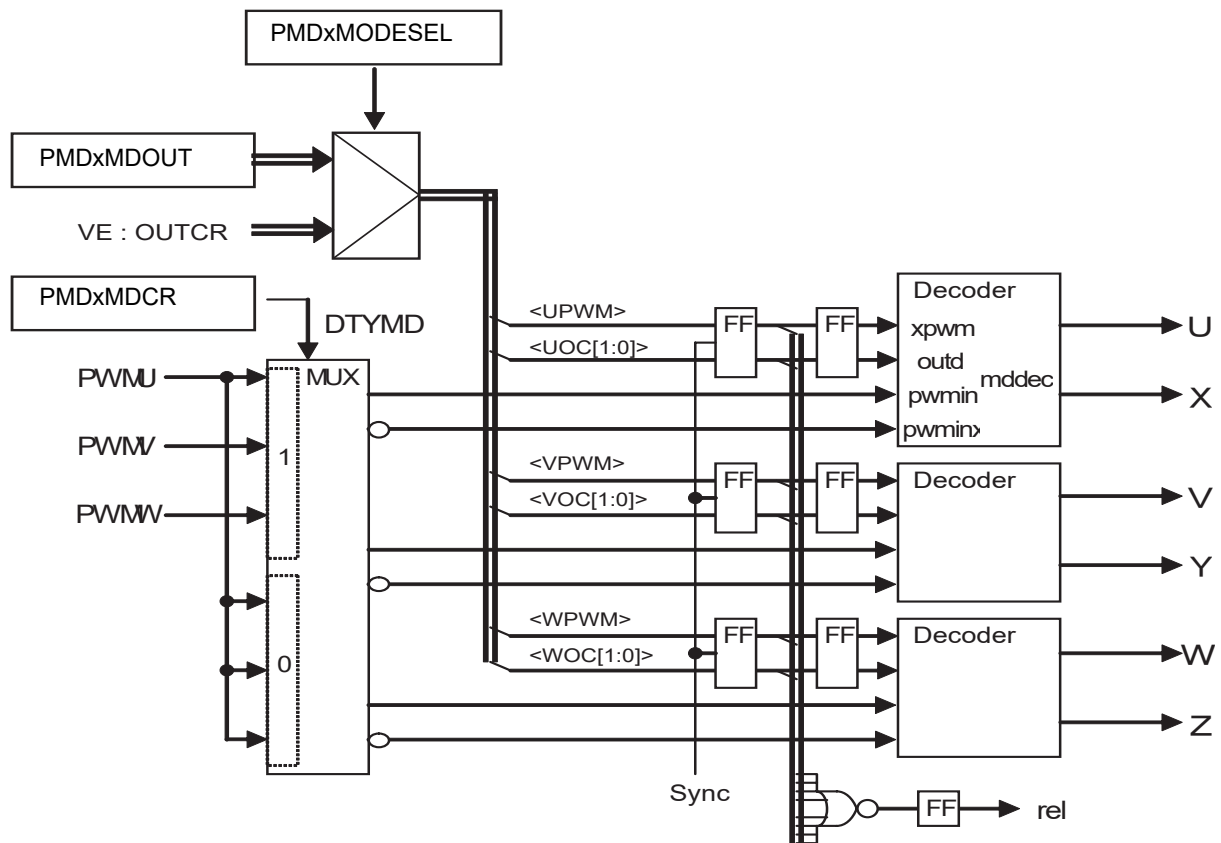 PMDxMODESEL
PMDxMDOUT
VE : OUTCR
PMDxMDCR
DTYMD
MUX
PWMU
PWMV
PWMW
1
0
<UPWM>
<UOC[1:0]>
FF
FF
Decoder
xpwm
outd
mddec
pwmin
pwminx
U
X
<VPWM>
<VOC[1:0]>
FF
FF
Decoder
V
Y
<WPWM>
<WOC[1:0]>
FF
FF
Decoder
W
Z
Sync
FF
rel